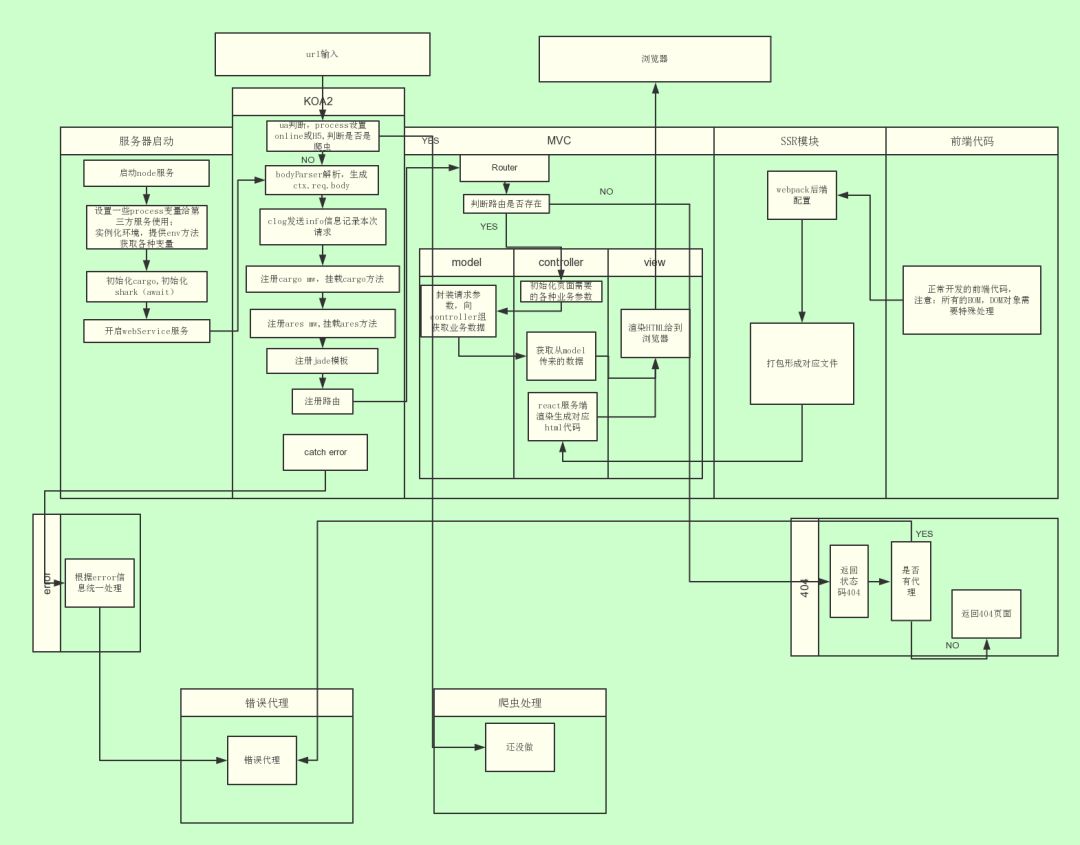 url输入
浏览器
KOA2
服务器启动
MVC
SSR模块
前端代码
启动node服务
设置一些process变量给第
三方服务使用；
实例化环境，提供env方法
获取各种变量
初始化cargo,初始化
shark（await）
开启webService服务
ua判断，process设置
online或H5,判断是否是
爬虫
YES
NO
bodyParser解析，生成
ctx.req.body
clog发送info信息记录本次
请求
注册cargo mw，挂载cargo方法
注册ares mw,挂载ares方法
注册jade模板
注册路由
catch error
Router
判断路由是否存在
NO
YES
model
controller
view
封装请求参
数，向
controller组
获取业务数据
初始化页面需要
的各种业务参数
获取从model
传来的数据
react服务端
渲染生成对应
html代码
渲染HTML给到
浏览器
webpack后端
配置
打包形成对应文件
正常开发的前端代码，
注意：所有的BOM，DOM对象需
要特殊处理
error
根据error信
息统一处理
404
返回
状态
码404
是否
有代
理
YES
NO
返回404页面
错误代理
错误代理
爬虫处理
还没做